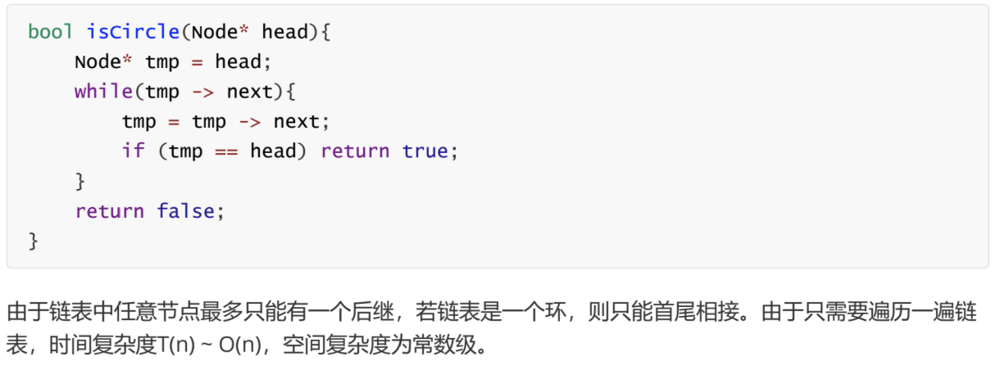 bool isCircle(Node* head){
    Node* tmp = head;
    while(tmp -> next){
        tmp = tmp -> next;
        if (tmp == head) return true;
    }
    return false;
}
由于链表中任意节点最多只能有一个后继，若链表是一个环，则只能首尾相接。由于只需要遍历一遍链
表，时间复杂度T(n) ~ O(n)，空间复杂度为常数级。